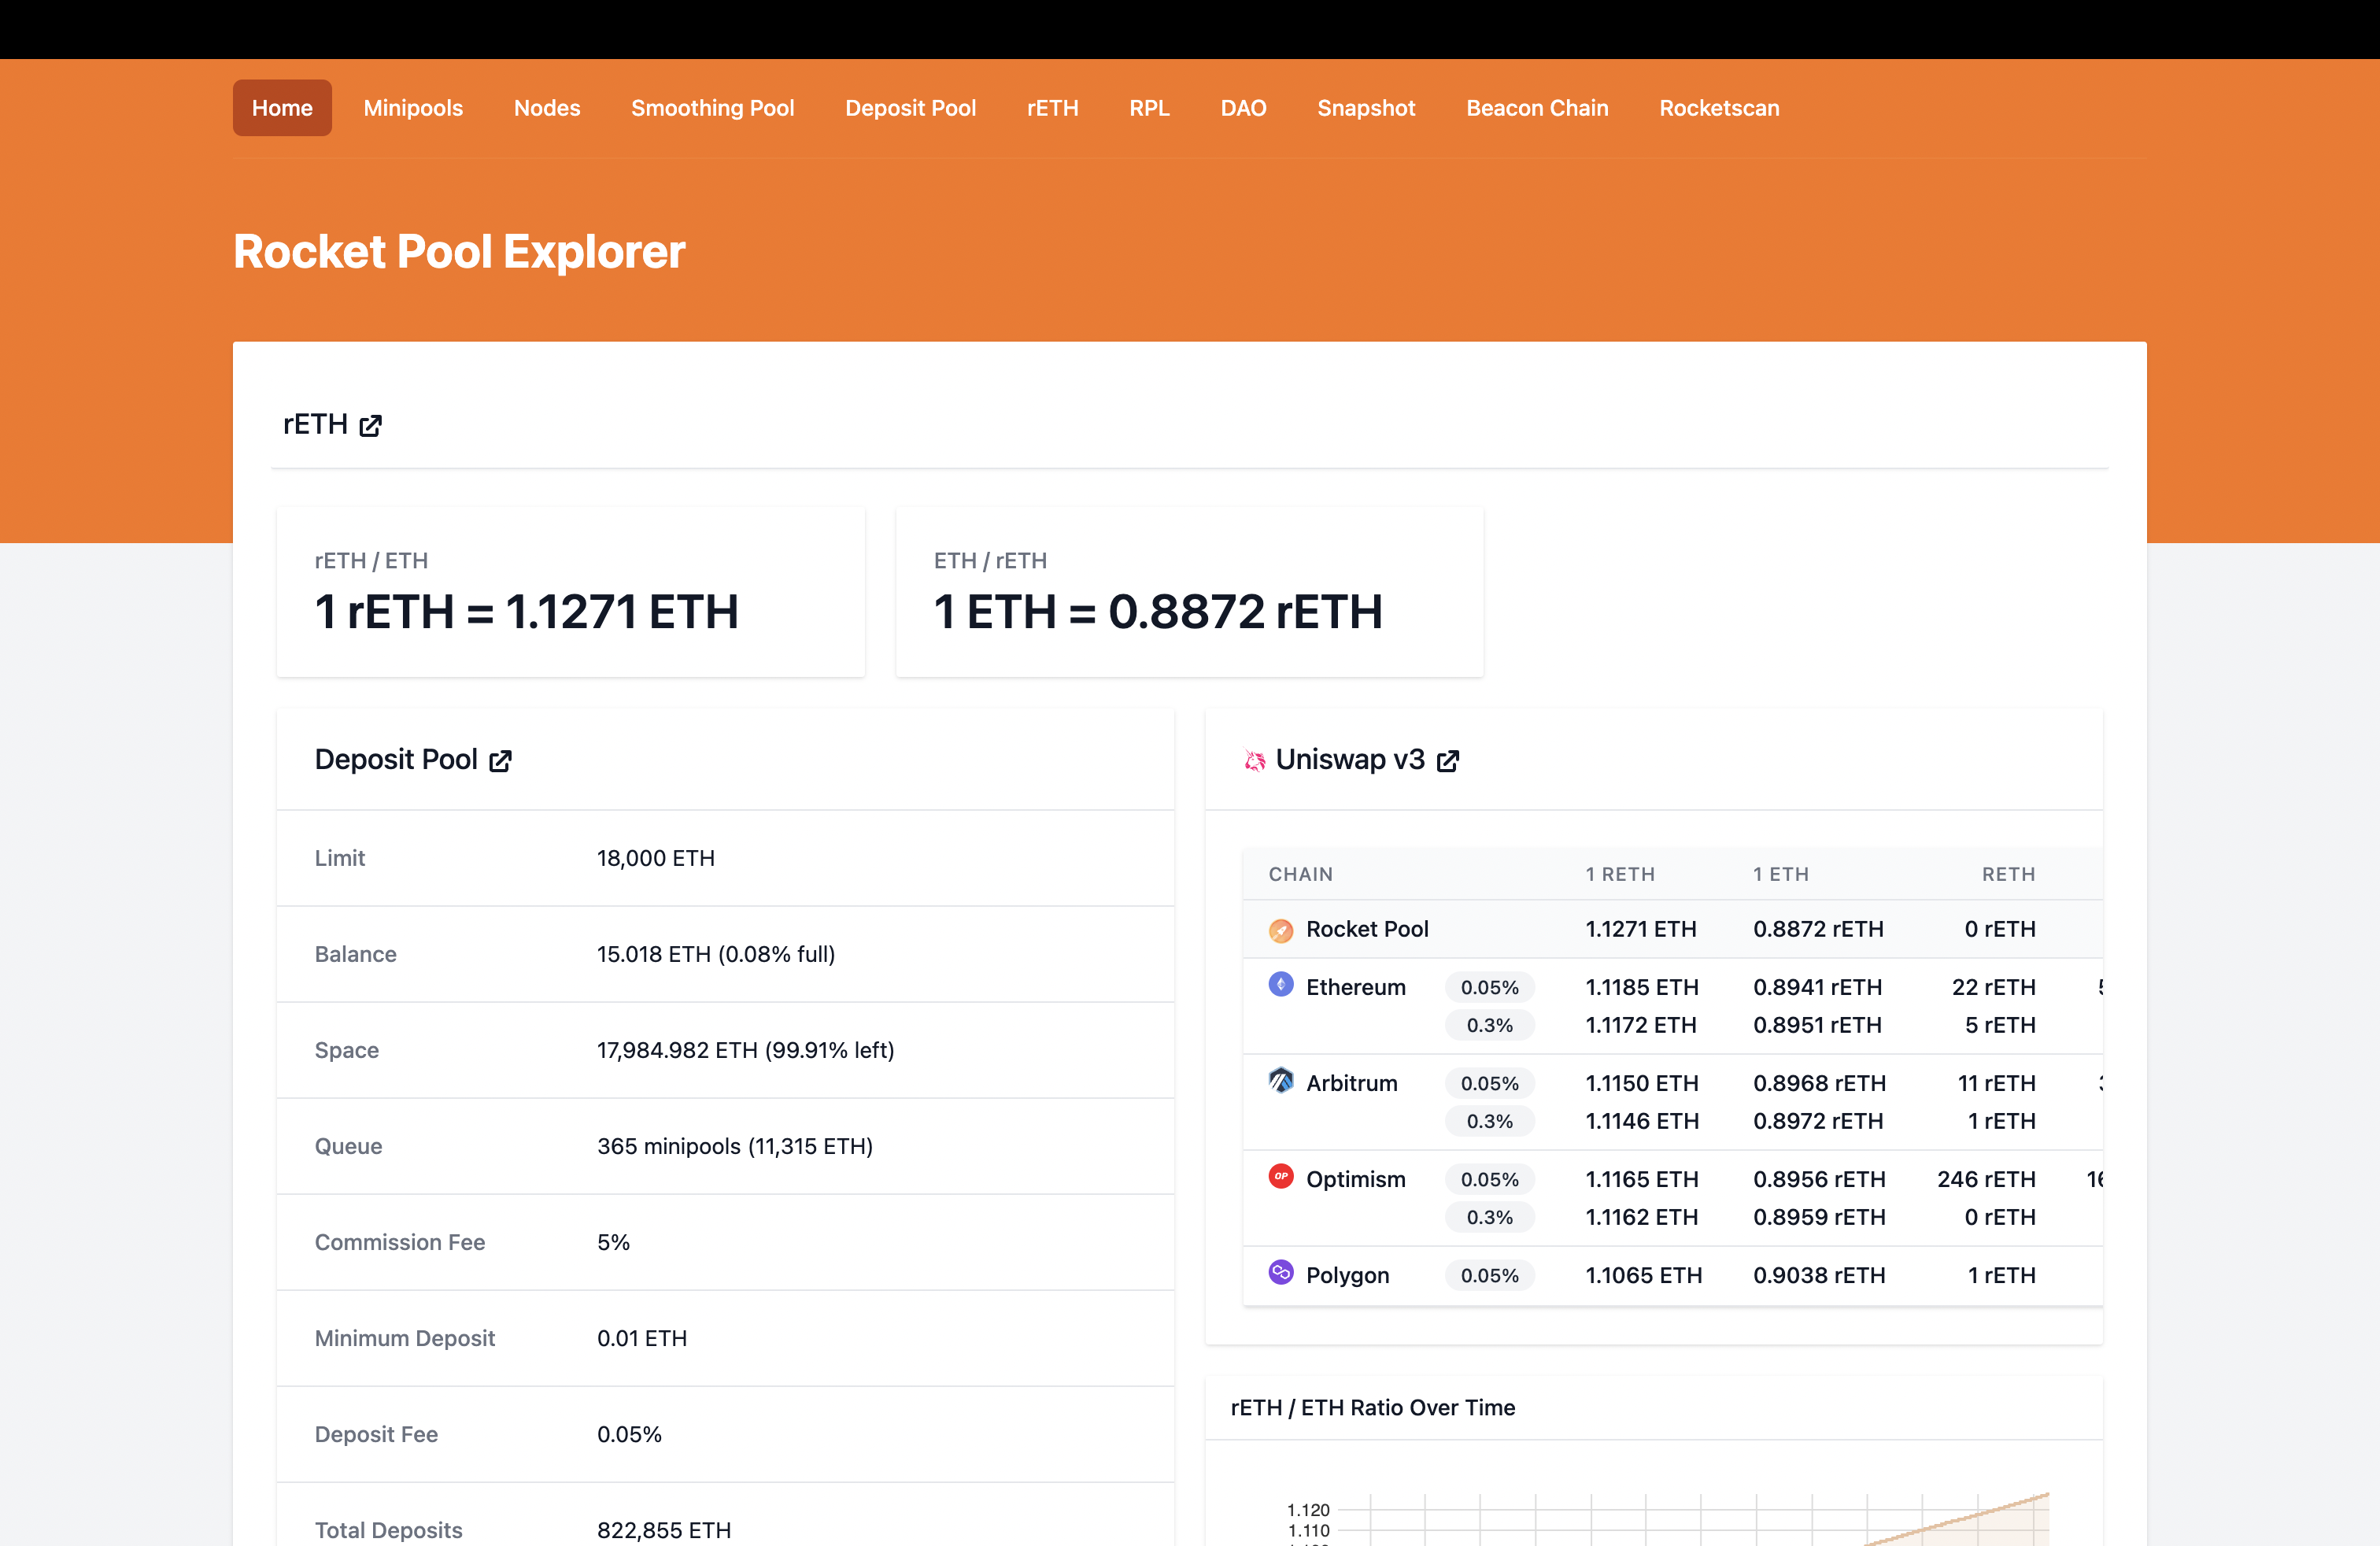 Home Minipools Nodes Smoothing Pool Deposit Pool rETH RPL DAO Snapshot Beacon Chain Rocketscan
Rocket Pool Explorer
rETH
rETH / ETH
1 rETH = 1.1271 ETH
ETH / rETH
1 ETH = 0.8872 rETH
Deposit Pool
Limit 18,000 ETH
Balance 15.018 ETH (0.08% full)
Space 17,984.982 ETH (99.91% left)
Queue 365 minipools (11,315 ETH)
Commission Fee 5%
Minimum Deposit 0.01 ETH
Deposit Fee 0.05%
Total Deposits 822,855 ETH
Uniswap v3
CHAIN 1 RETH 1 ETH RETH
Rocket Pool 1.1271 ETH 0.8872 rETH 0 rETH
Ethereum 0.05% 1.1185 ETH 0.8941 rETH 22 rETH
0.3% 1.1172 ETH 0.8951 rETH 5 rETH
Arbitrum 0.05% 1.1150 ETH 0.8968 rETH 11 rETH
0.3% 1.1146 ETH 0.8972 rETH 1 rETH
OP Optimism 0.05% 1.1165 ETH 0.8956 rETH 246 rETH
0.3% 1.1162 ETH 0.8959 rETH 0 rETH
Polygon 0.05% 1.1065 ETH 0.9038 rETH 1 rETH
rETH / ETH Ratio Over Time
1.120
1.110